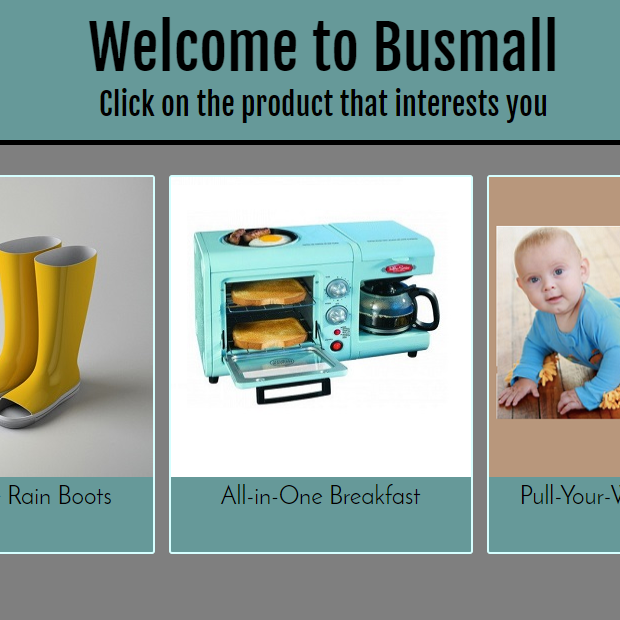 Welcome to Busmall
Click on the product that interests you
Rain Boots
All-in-One Breakfast
Pull-Your-